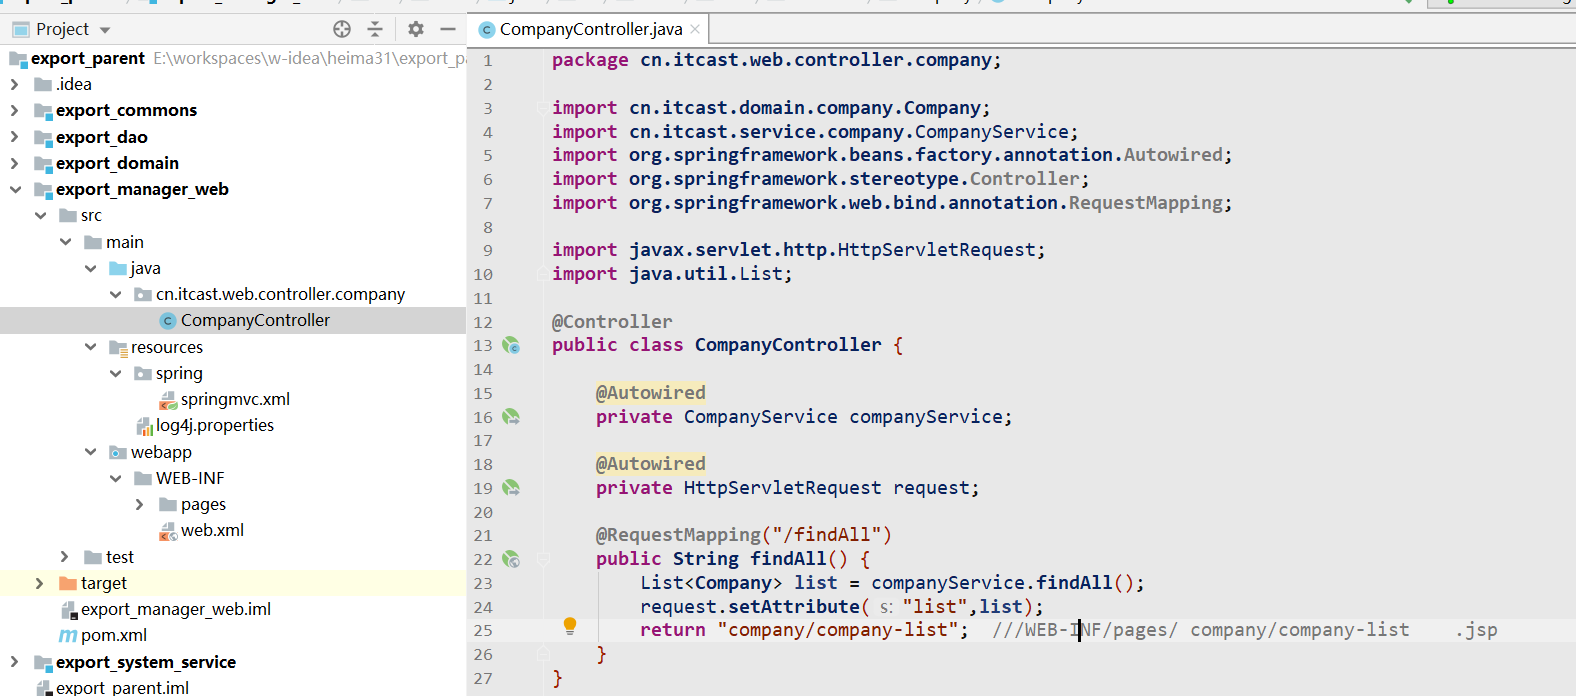 Project
CompanyController.java
export_parent E:\workspaces\w-idea\heima31\export_pa
.idea
export_commons
export_dao
export_domain
export_manager_web
src
main
java
cn.itcast.web.controller.company
CompanyController
resources
spring
springmvc.xml
log4j.properties
webapp
WEB-INF
pages
web.xml
test
target
export_manager_web.iml
pom.xml
export_system_service
export_parent.iml
1 package cn.itcast.web.controller.company;
2
3 import cn.itcast.domain.company.Company;
4 import cn.itcast.service.company.CompanyService;
5 import org.springframework.beans.factory.annotation.Autowired;
6 import org.springframework.stereotype.Controller;
7 import org.springframework.web.bind.annotation.RequestMapping;
8
9 import javax.servlet.http.HttpServletRequest;
10 import java.util.List;
11
12 @Controller
13 public class CompanyController {
14
15 @Autowired
16 private CompanyService companyService;
17
18 @Autowired
19 private HttpServletRequest request;
20
21 @RequestMapping("/findAll")
22 public String findAll() {
23 List<Company> list = companyService.findAll();
24 request.setAttribute( s: "list",list);
25 return "company/company-list"; ///WEB-INF/pages/ company/company-list .jsp
26 }
27 }